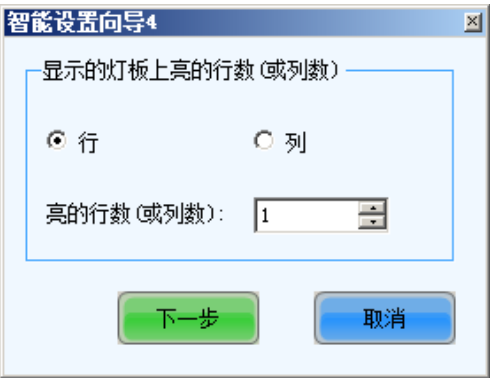 智能设置向导4
显示的灯板上亮的行数(或列数)
行 列
亮的行数(或列数): 1
下一步 取消